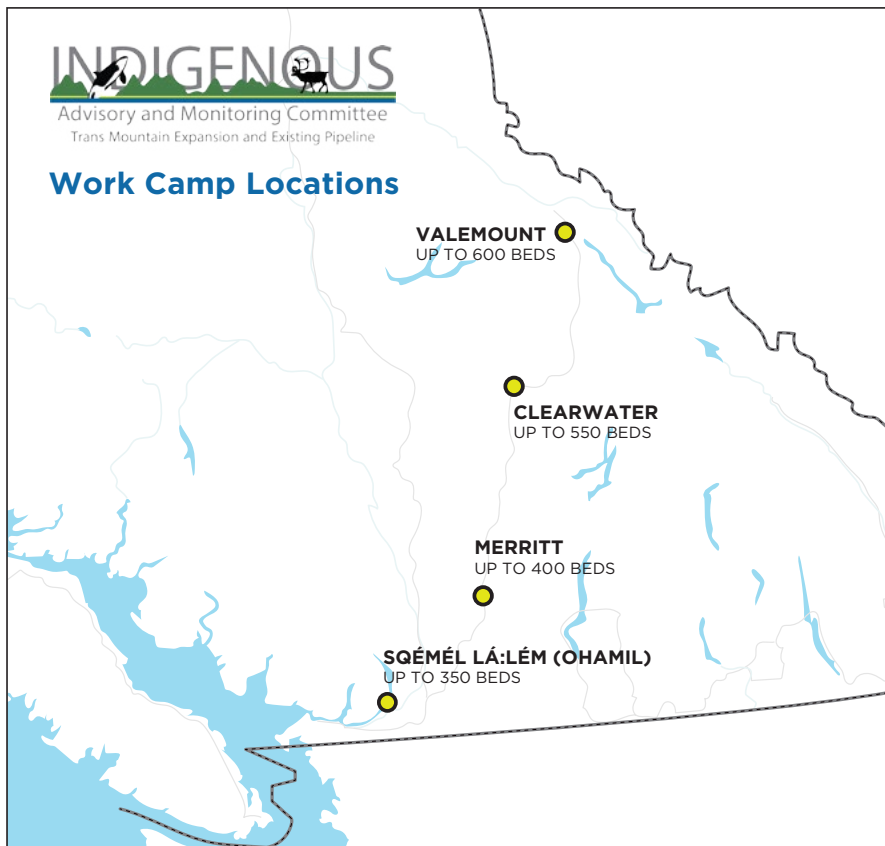 INDIGENOUS
Advisory and Monitoring Committee
Trans Mountain Expansion and Existing Pipeline
Work Camp Locations
VALEMOUNT
UP TO 600 BEDS
CLEARWATER
UP TO 550 BEDS
MERRITT
UP TO 400 BEDS
SQÉMÉL LÁ:LÉM (OHAMIL)
UP TO 350 BEDS